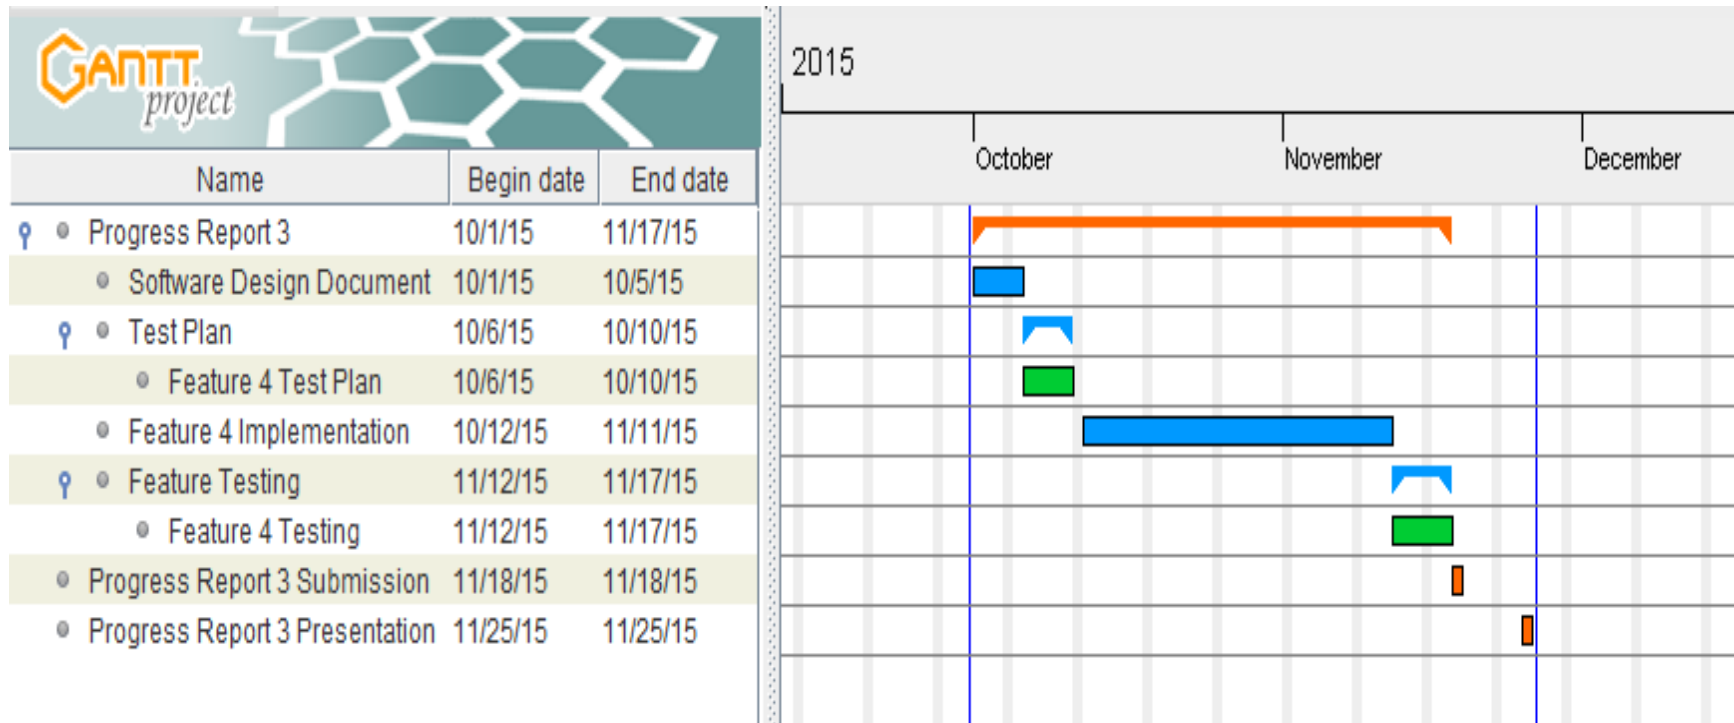 GANTT
project
2015
October November December
Name Begin date End date
Progress Report 3 10/1/15 11/17/15
Software Design Document 10/1/15 10/5/15
Test Plan 10/6/15 10/10/15
Feature 4 Test Plan 10/6/15 10/10/15
Feature 4 Implementation 10/12/15 11/11/15
Feature Testing 11/12/15 11/17/15
Feature 4 Testing 11/12/15 11/17/15
Progress Report 3 Submission 11/18/15 11/18/15
Progress Report 3 Presentation 11/25/15 11/25/15